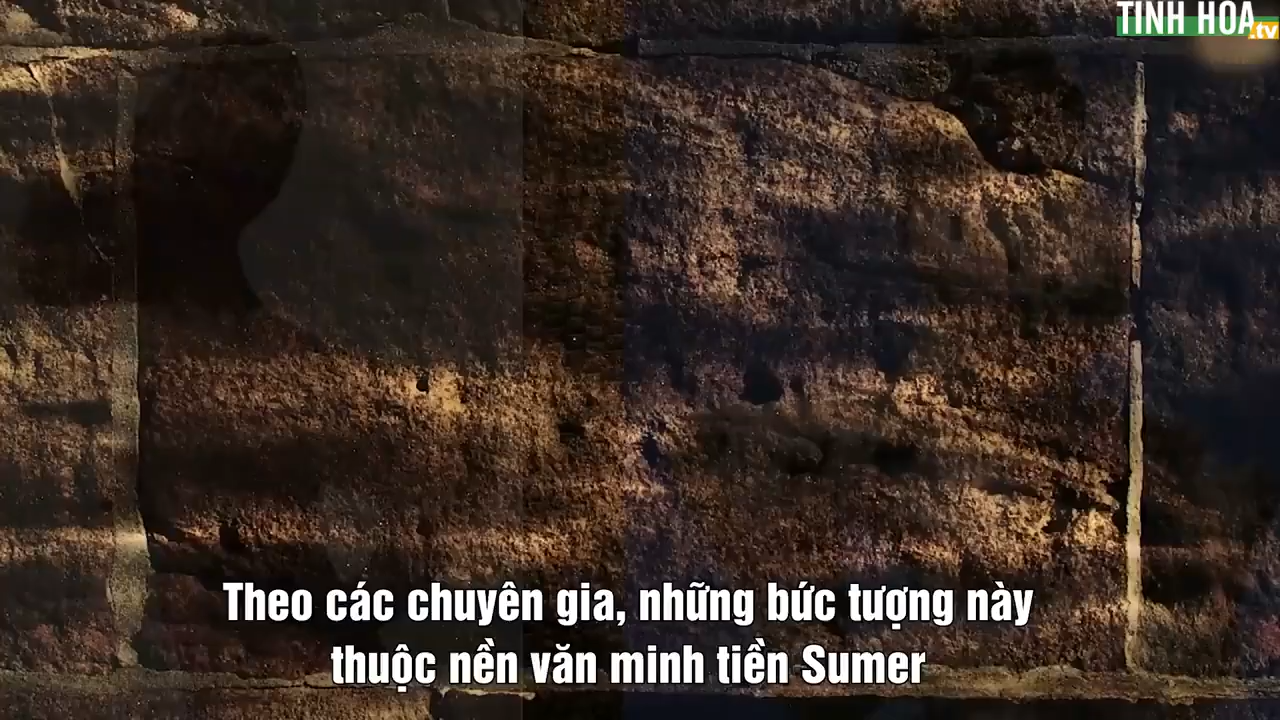 TINH HOA
.tv
Theo các chuyên gia, những bức tượng này
thuộc nền văn minh tiền Sumer